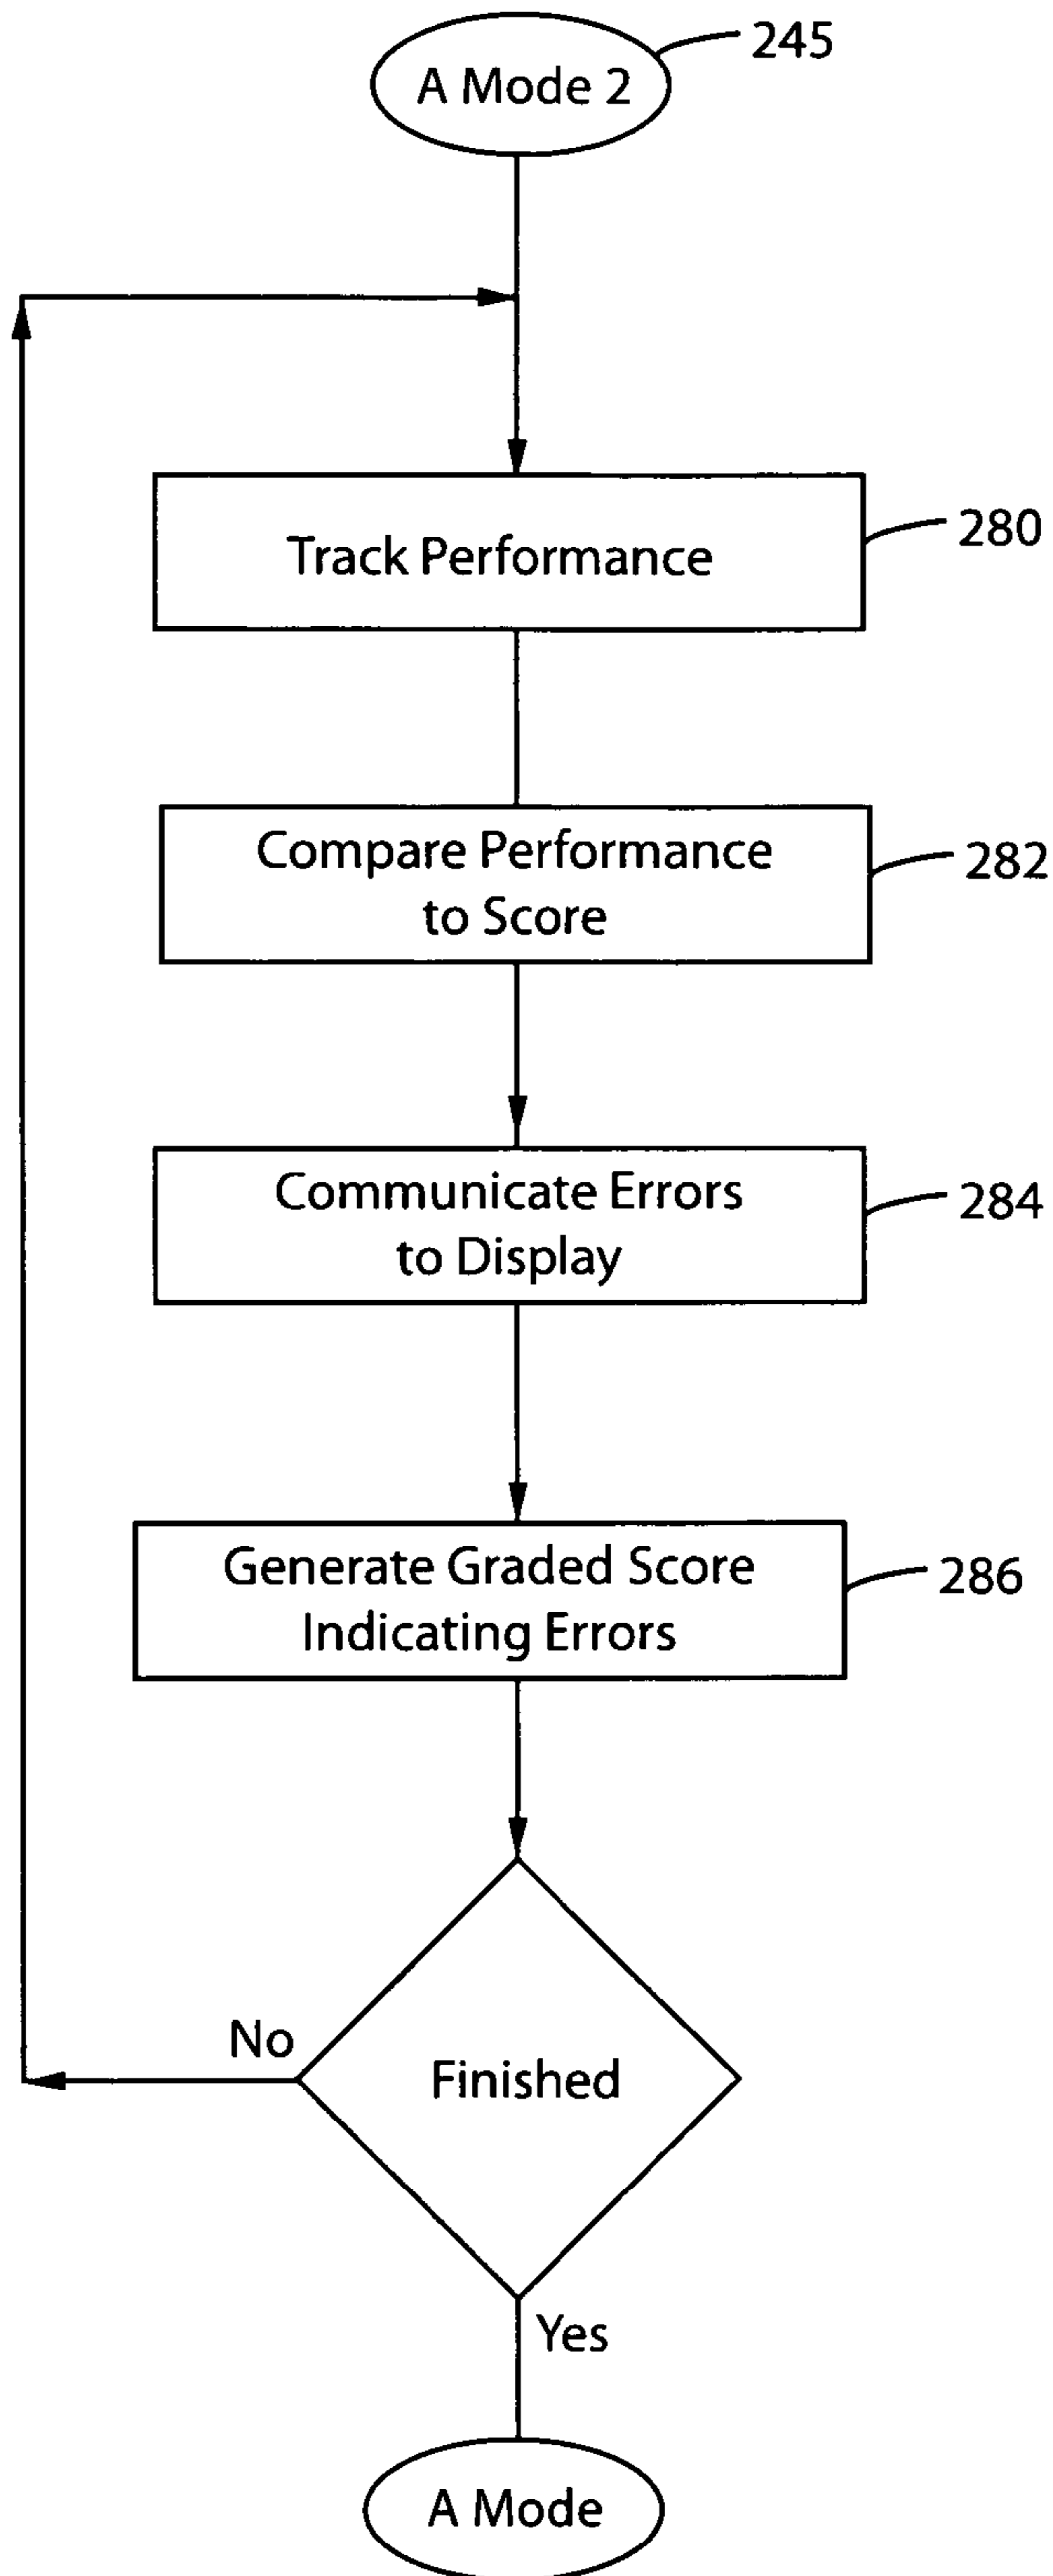 A Mode 2
245
Track Performance
280
Compare Performance
to Score
282
Communicate Errors
to Display
284
Generate Graded Score
Indicating Errors
286
No
Finished
Yes
A Mode